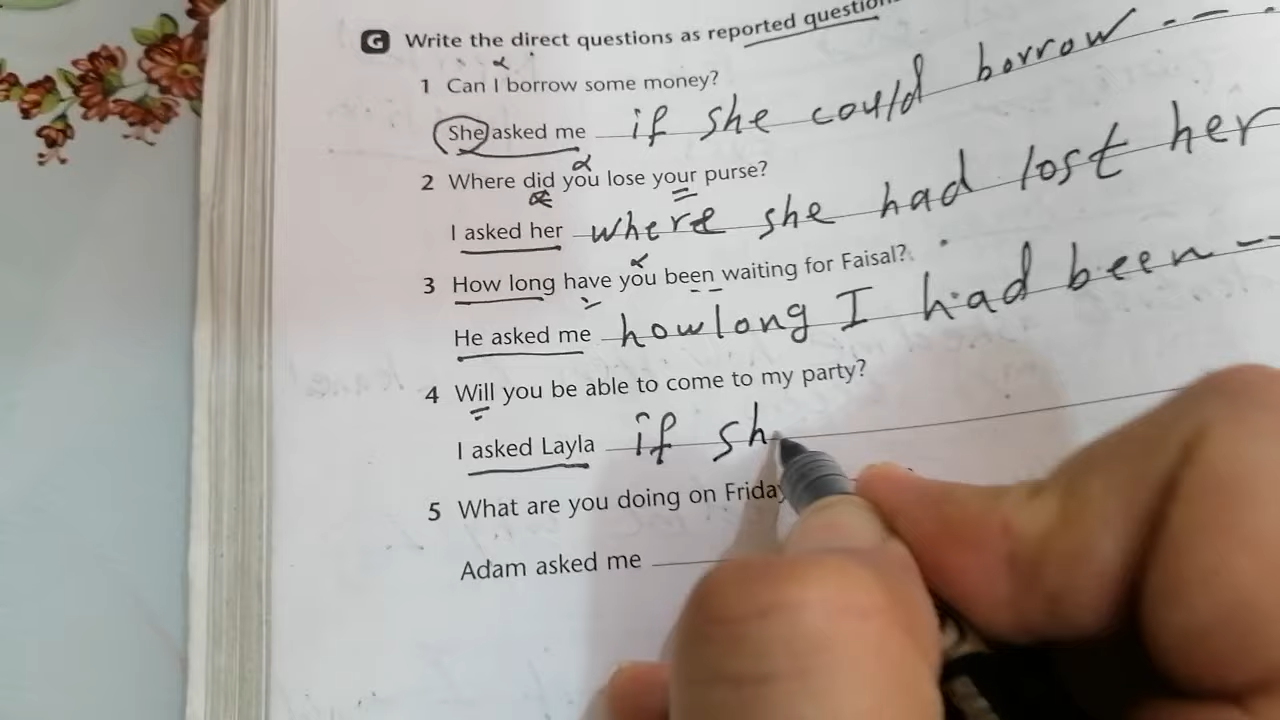 G Write the direct questions as reported question
1 Can I borrow some money?
She asked me if she could borrow ----
2 Where did you lose your purse?
I asked her where she had lost her
3 How long have you been waiting for Faisal?
He asked me how long I had been --
4 Will you be able to come to my party?
I asked Layla if sh
5 What are you doing on Friday
Adam asked me